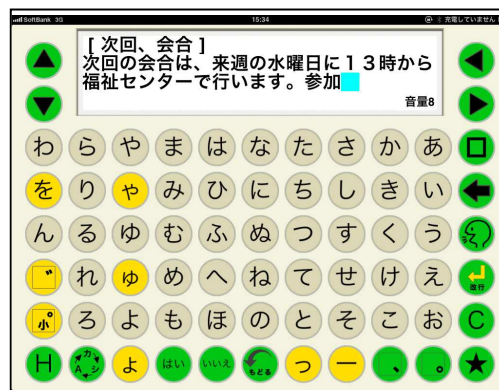 SoftBank 3G 15:34 充電していません
[次回、会合]
次回の会合は、来週の水曜日に13時から
福祉センターで行います。参加
音量8
わ ら や ま は な た さ か あ
を り ゃ み ひ に ち し き い
ん る ゆ む ふ ぬ つ す く う
゛ れ ゅ め へ ね て せ け え 改行
小゜ ろ よ も ほ の と そ こ お C
H カナシA ょ はい いいえ もどる っ ー 、 。 ★